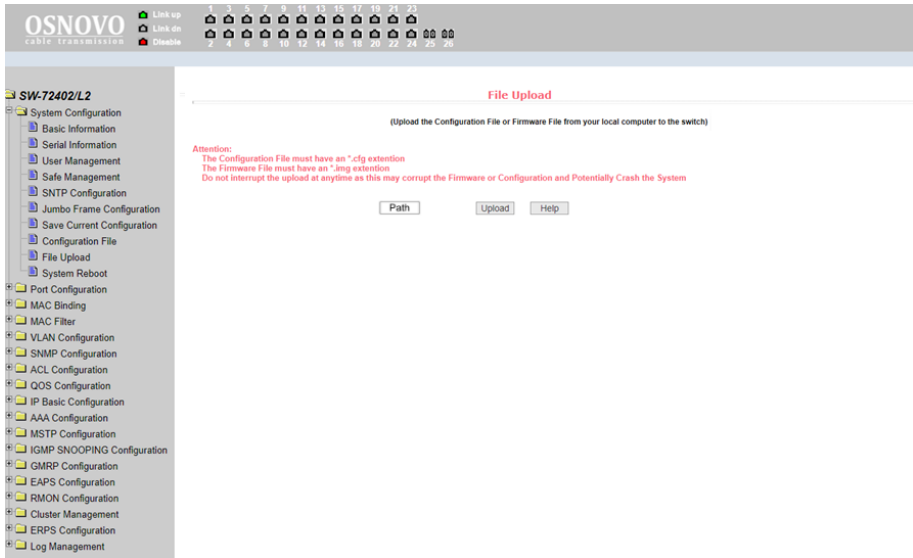 OSNOVO
cable transmission
Link up
Link dn
Disable
1 3 5 7 9 11 13 15 17 19 21 23
2 4 6 8 10 12 14 16 18 20 22 24 25 26
SW-72402/L2
System Configuration
Basic Information
Serial Information
User Management
Safe Management
SNTP Configuration
Jumbo Frame Configuration
Save Current Configuration
Configuration File
File Upload
System Reboot
Port Configuration
MAC Binding
MAC Filter
VLAN Configuration
SNMP Configuration
ACL Configuration
QOS Configuration
IP Basic Configuration
AAA Configuration
MSTP Configuration
IGMP SNOOPING Configuration
GMRP Configuration
EAPS Configuration
RMON Configuration
Cluster Management
ERPS Configuration
Log Management
File Upload
(Upload the Configuration File or Firmware File from your local computer to the switch)
Attention:
The Configuration File must have an *.cfg extention
The Firmware File must have an *.img extention
Do not interrupt the upload at anytime as this may corrupt the Firmware or Configuration and Potentially Crash the System
Path Upload Help